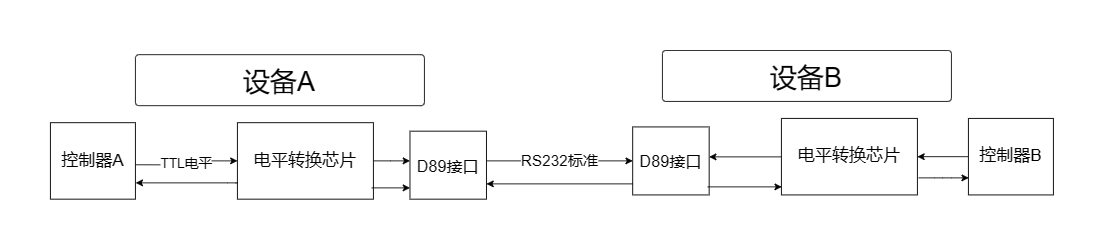 设备A
设备B
控制器A
TTL电平
电平转换芯片
D89接口
RS232标准
D89接口
电平转换芯片
控制器B